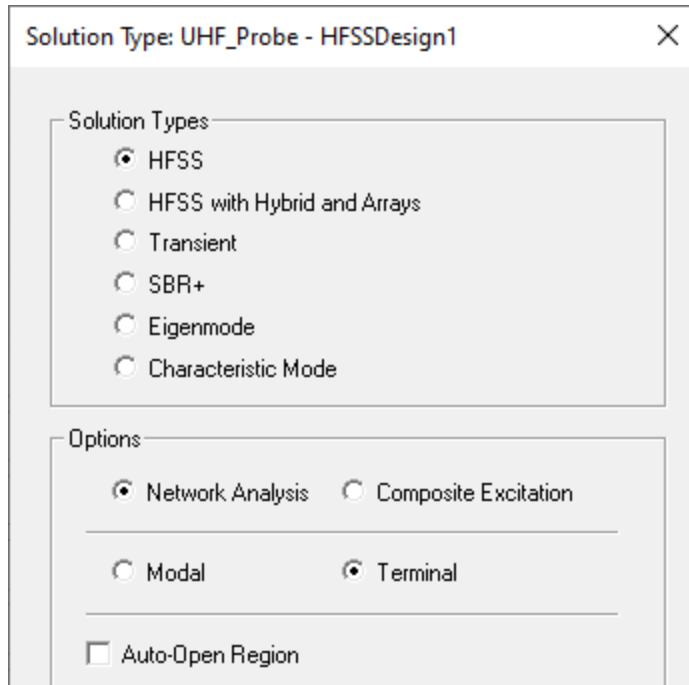 Solution Type: UHF_Probe - HFSSDesign1
Solution Types
HFSS
HFSS with Hybrid and Arrays
Transient
SBR+
Eigenmode
Characteristic Mode
Options
Network Analysis Composite Excitation
Modal Terminal
Auto-Open Region